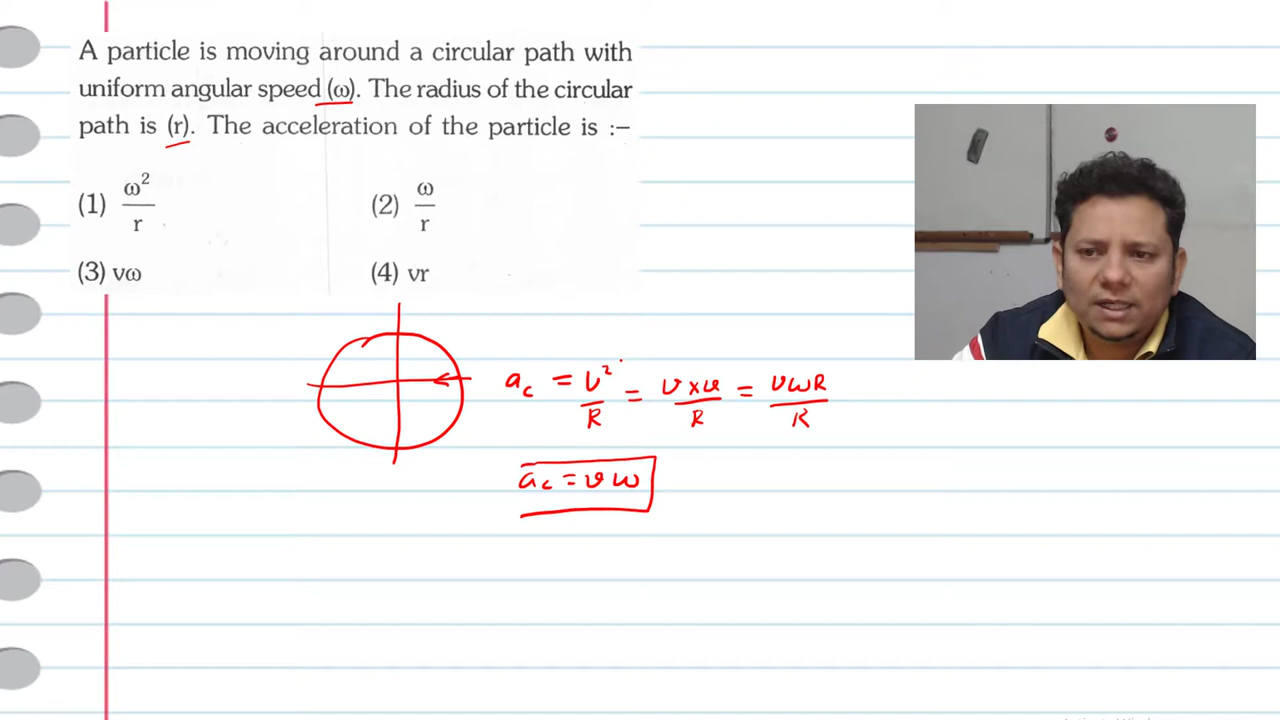 A particle is moving around a circular path with
uniform angular speed (ω). The radius of the circular
path is (r). The acceleration of the particle is :–
(1) ω²/r (2) ω/r
(3) vω (4) vr
a_c = v²/R = v×v/R = vωR/R
a_c = vω